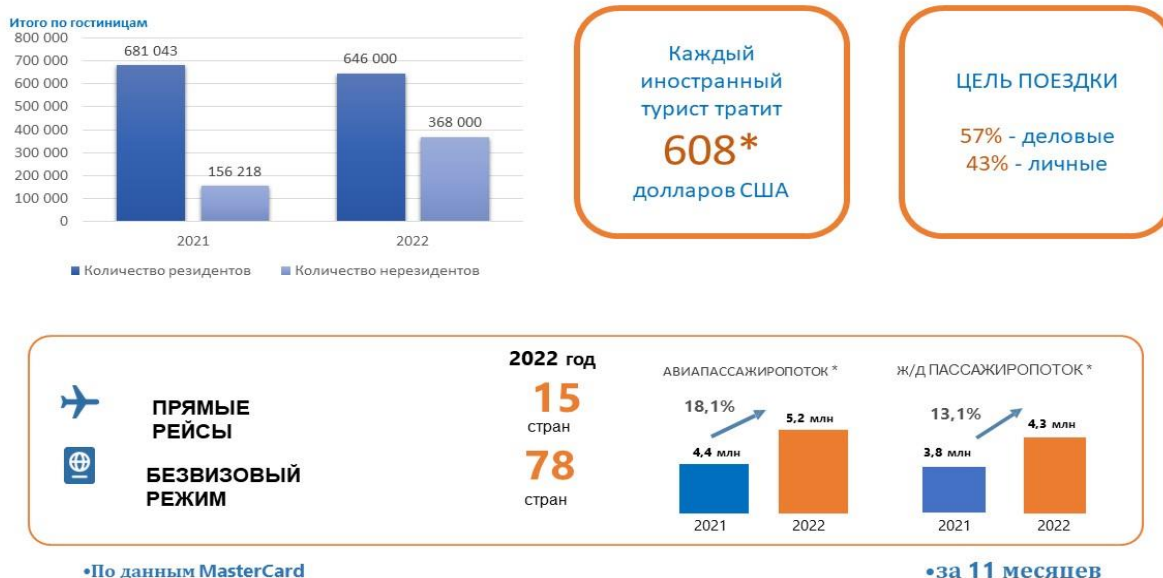 Итого по гостиницам
800 000
700 000
600 000
500 000
400 000
300 000
200 000
100 000
0
681 043
156 218
646 000
368 000
2021
2022
Количество резидентов
Количество нерезидентов
Каждый
иностранный
турист тратит
608*
долларов США
ЦЕЛЬ ПОЕЗДКИ
57% - деловые
43% - личные
ПРЯМЫЕ
РЕЙСЫ
БЕЗВИЗОВЫЙ
РЕЖИМ
2022 год
15
стран
78
стран
АВИАПАССАЖИРОПОТОК *
18,1%
4,4 млн
5,2 млн
2021
2022
Ж/Д ПАССАЖИРОПОТОК *
13,1%
3,8 млн
4,3 млн
2021
2022
•По данным MasterCard
•за 11 месяцев